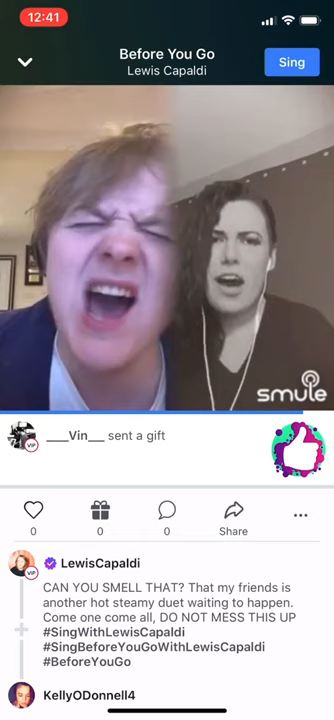 12:41
Before You Go
Lewis Capaldi
Sing
smule
___Vin___ sent a gift
VIP
0
0
0
Share
LewisCapaldi
VIP
CAN YOU SMELL THAT? That my friends is
another hot steamy duet waiting to happen.
Come one come all, DO NOT MESS THIS UP
#SingWithLewisCapaldi
#SingBeforeYouGoWithLewisCapaldi
#BeforeYouGo
KellyODonnell4